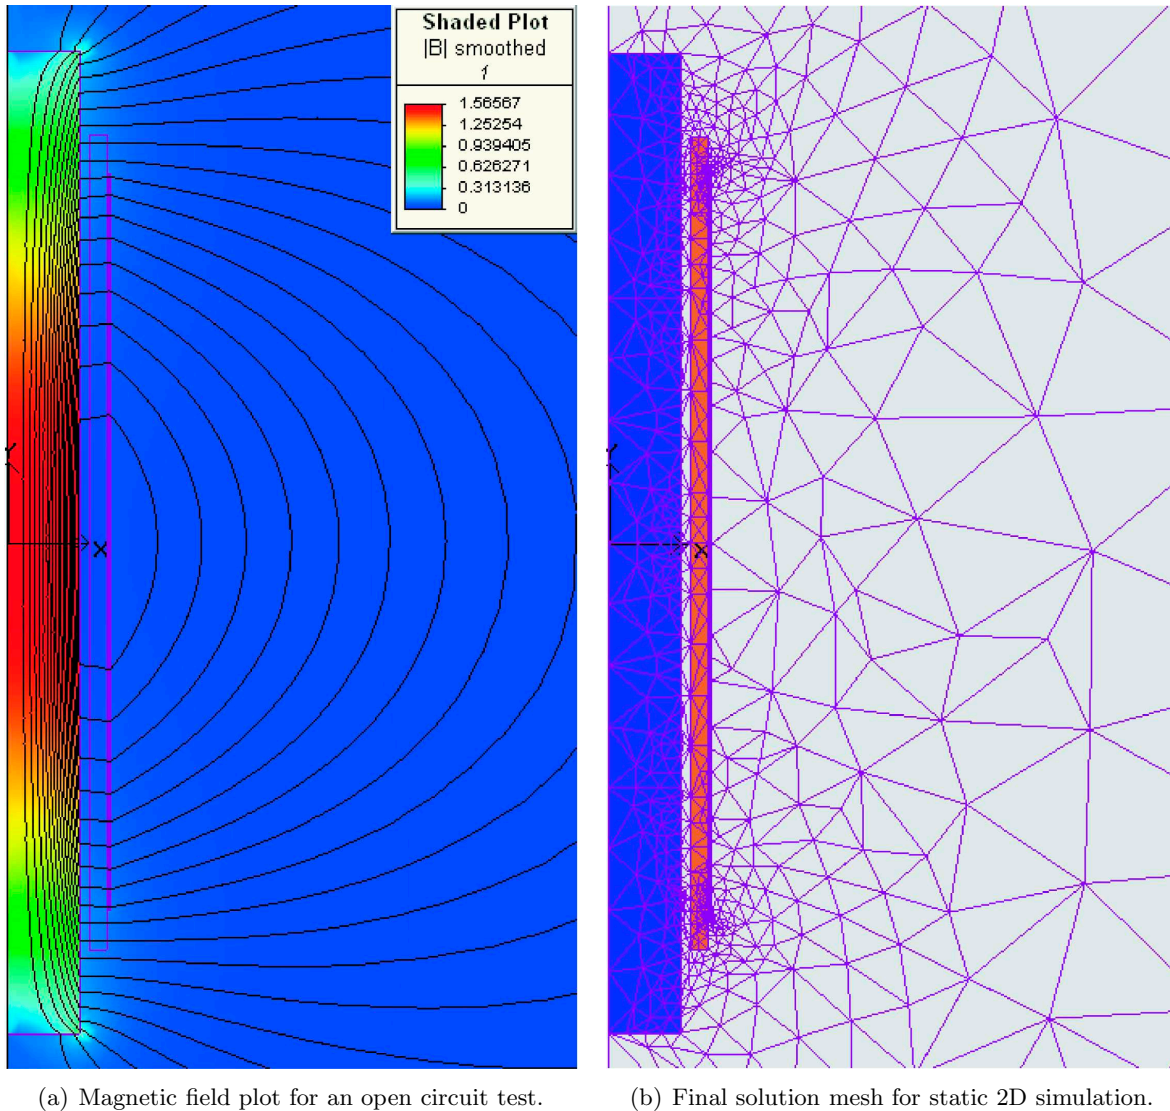 Shaded Plot
|B| smoothed
1
1.56567
1.25254
0.939405
0.626271
0.313136
0
Y
X
Y
X
(a) Magnetic field plot for an open circuit test.
(b) Final solution mesh for static 2D simulation.